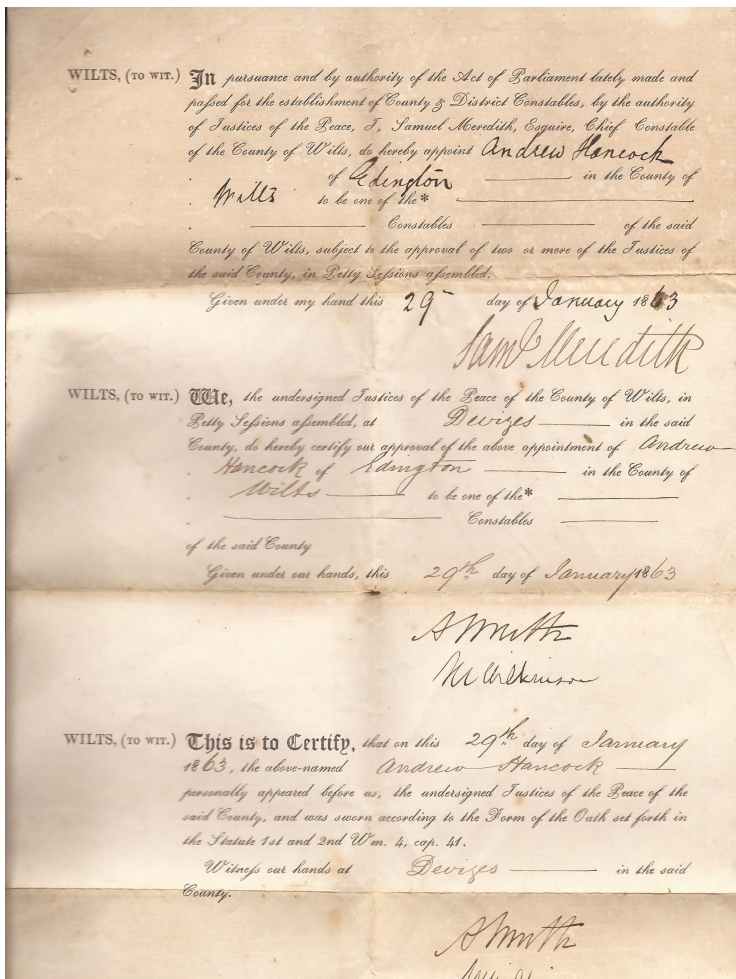 WILTS, (TO WIT.) In pursuance and by authority of the Act of Parliament lately made and
passed for the establishment of County & District Constables, by the authority
of Justices of the Peace, I, Samuel Meredith, Esquire, Chief Constable
of the County of Wilts, do hereby appoint Andrew Hancock
of Edington in the County of
Wilts to be one of the*
Constables of the said
County of Wilts, subject to the approval of two or more of the Justices of
the said County, in Petty Sessions assembled.
Given under my hand this 29 day of January 1863
Saml Meredith
WILTS, (TO WIT.) We, the undersigned Justices of the Peace of the County of Wilts, in
Petty Sessions assembled, at Devizes in the said
County, do hereby certify our approval of the above appointment of Andrew
Hancock of Edington in the County of
Wilts to be one of the*
Constables
of the said County
Given under our hands, this 29th day of January 1863
Smith
Wilkinson
WILTS, (TO WIT.) This is to Certify, that on this 29th day of January
1863, the above-named Andrew Hancock
personally appeared before us, the undersigned Justices of the Peace of the
said County, and was sworn according to the Form of the Oath set forth in
the Statute 1st and 2nd Wm. 4, cap. 41.
Witness our hands at Devizes in the said
County.
Smith